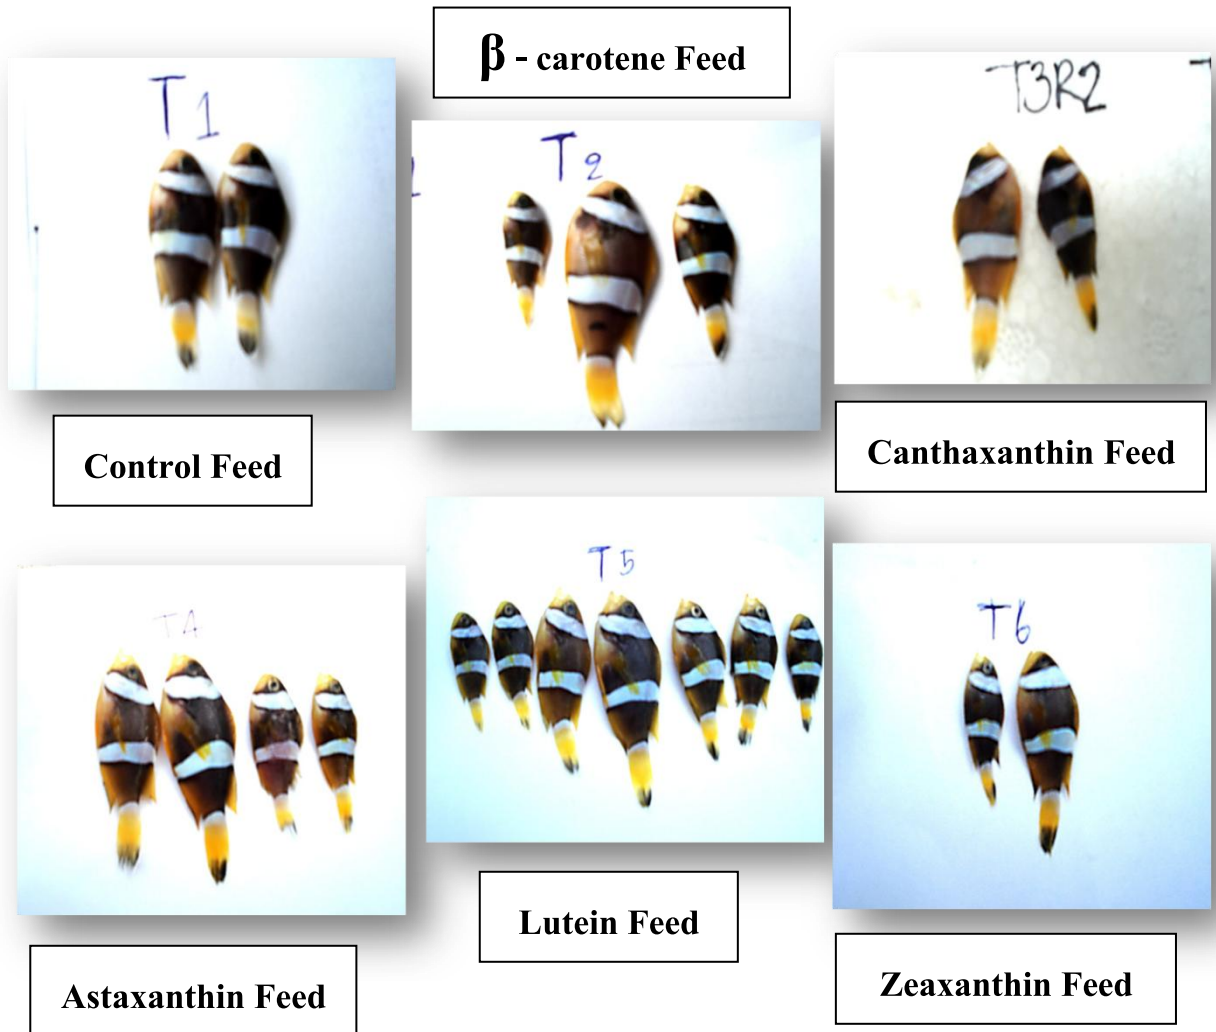 β - carotene Feed
T1
T2
T3R2
Control Feed
Canthaxanthin Feed
T4
T5
T6
Lutein Feed
Astaxanthin Feed
Zeaxanthin Feed